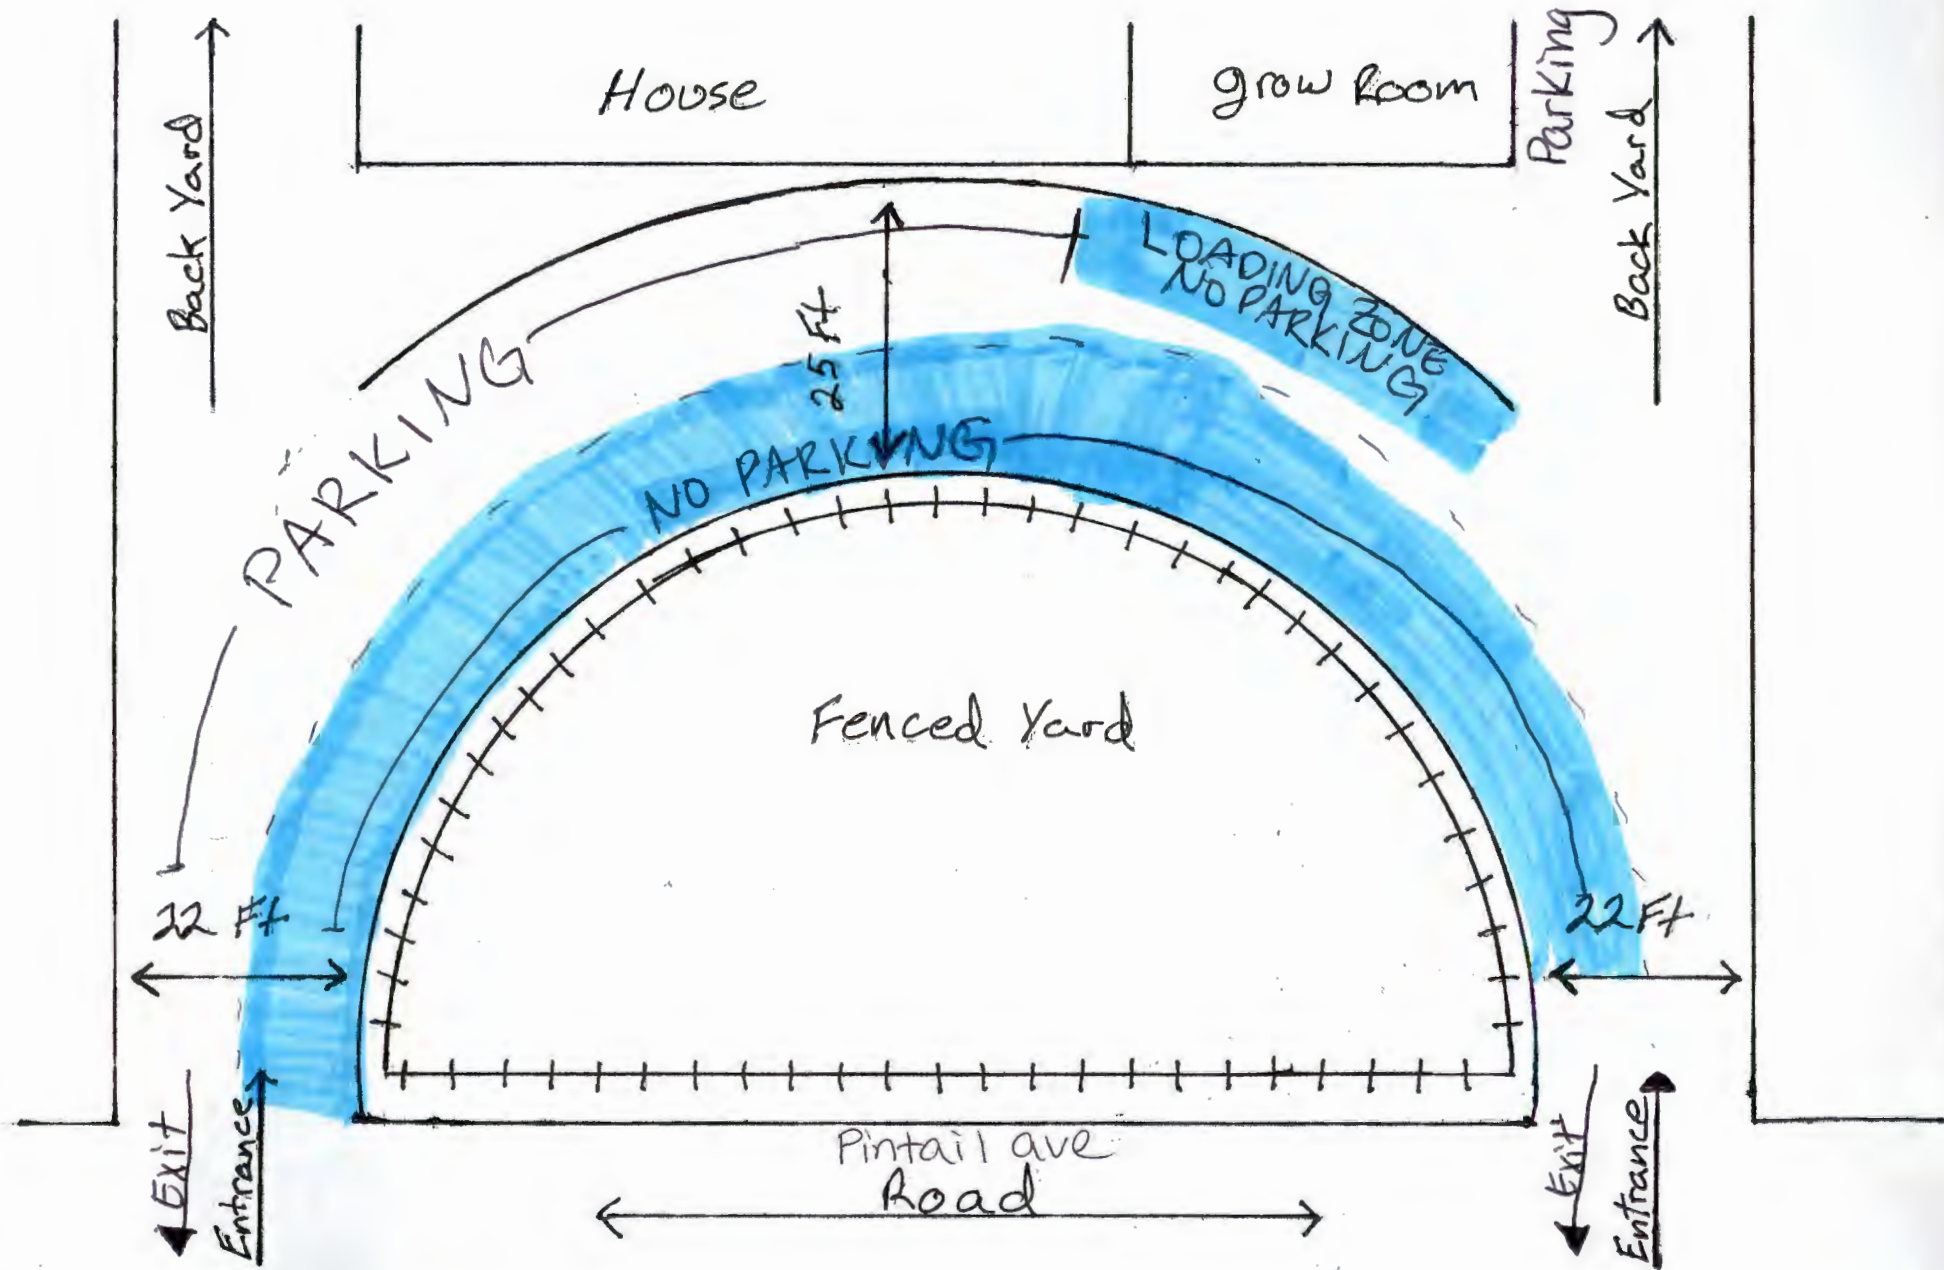 House
grow Room
Parking
Back Yard
Back Yard
LOADING ZONE
NO PARKING
25 Ft
PARKING
NO PARKING
Fenced Yard
22 Ft
22 Ft
Exit
Entrance
Pintail ave
Road
Exit
Entrance